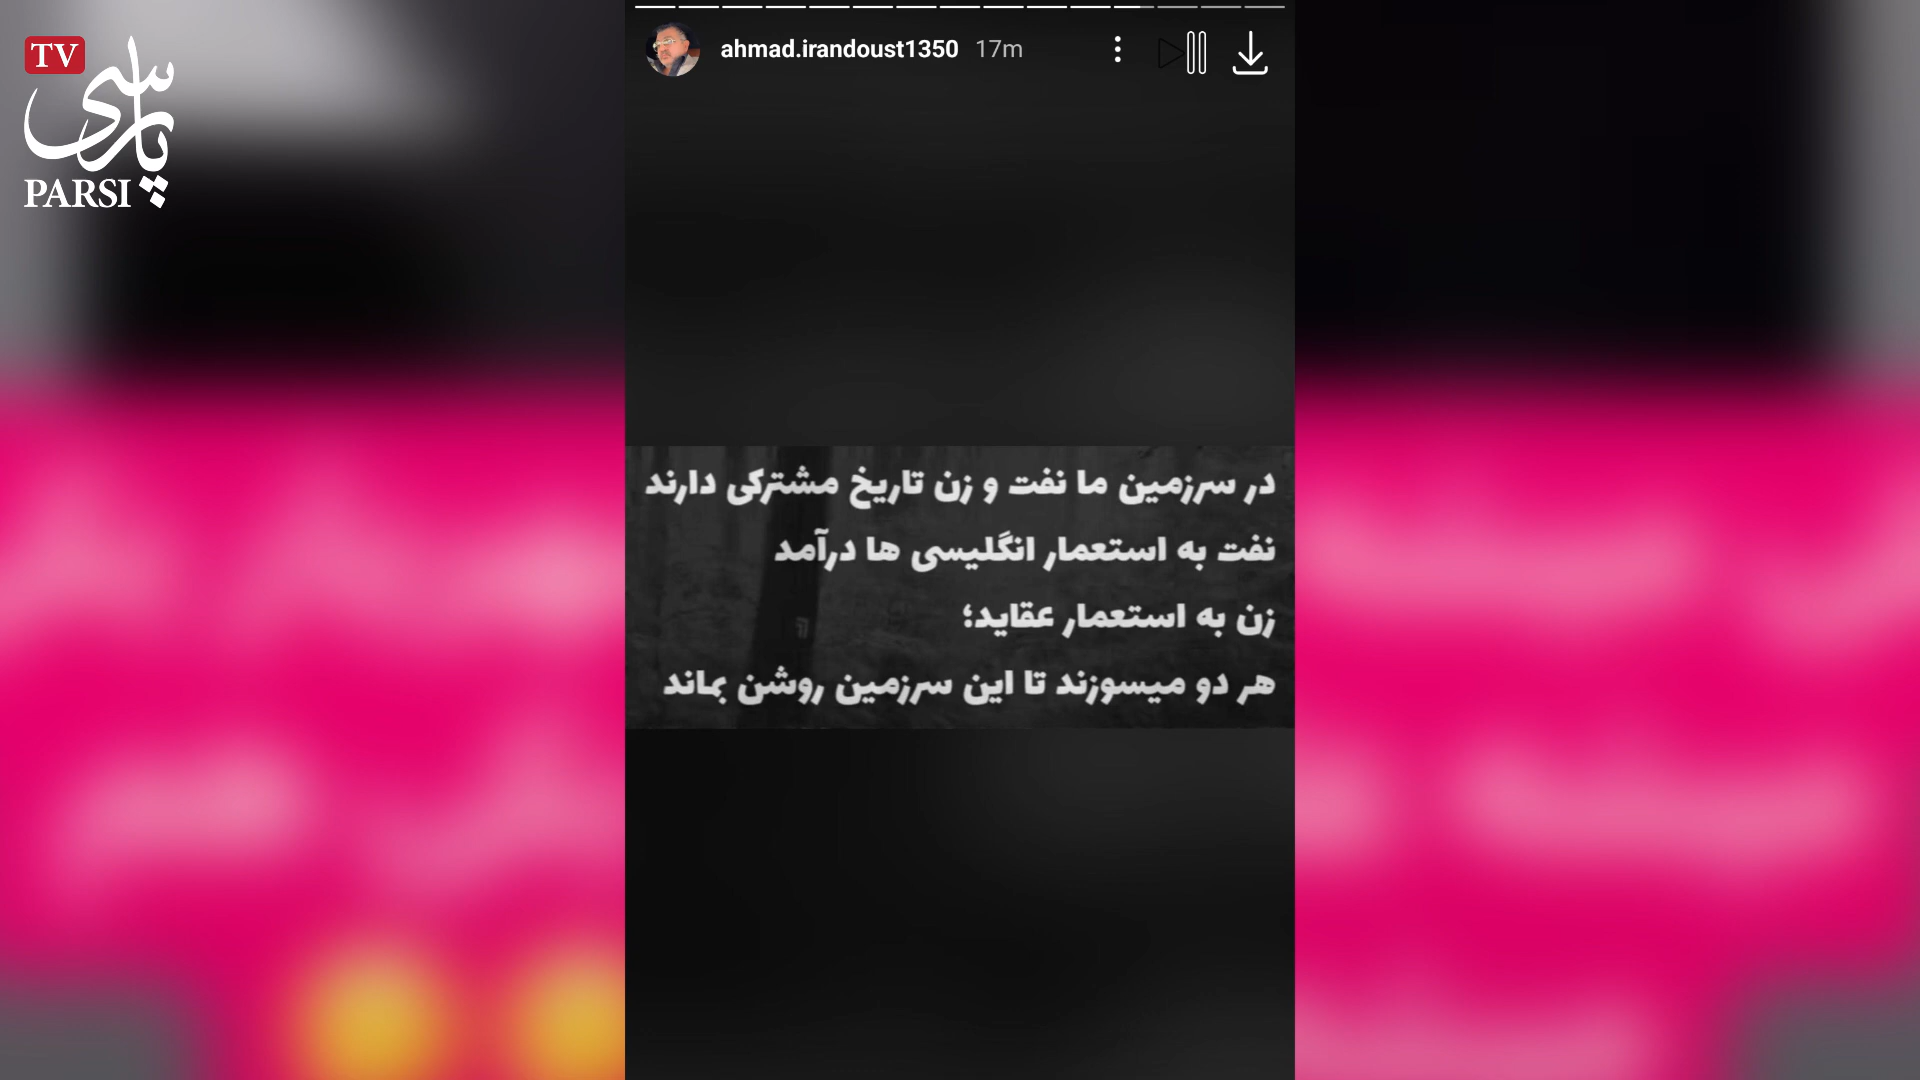 TV
پارسی
PARSI
ahmad.irandoust1350 17m
در سرزمین ما نفت و زن تاریخ مشترکی دارند
نفت به استعمار انگلیسی ها درآمد
زن به استعمار عقاید؛
هر دو میسوزند تا این سرزمین روشن بماند